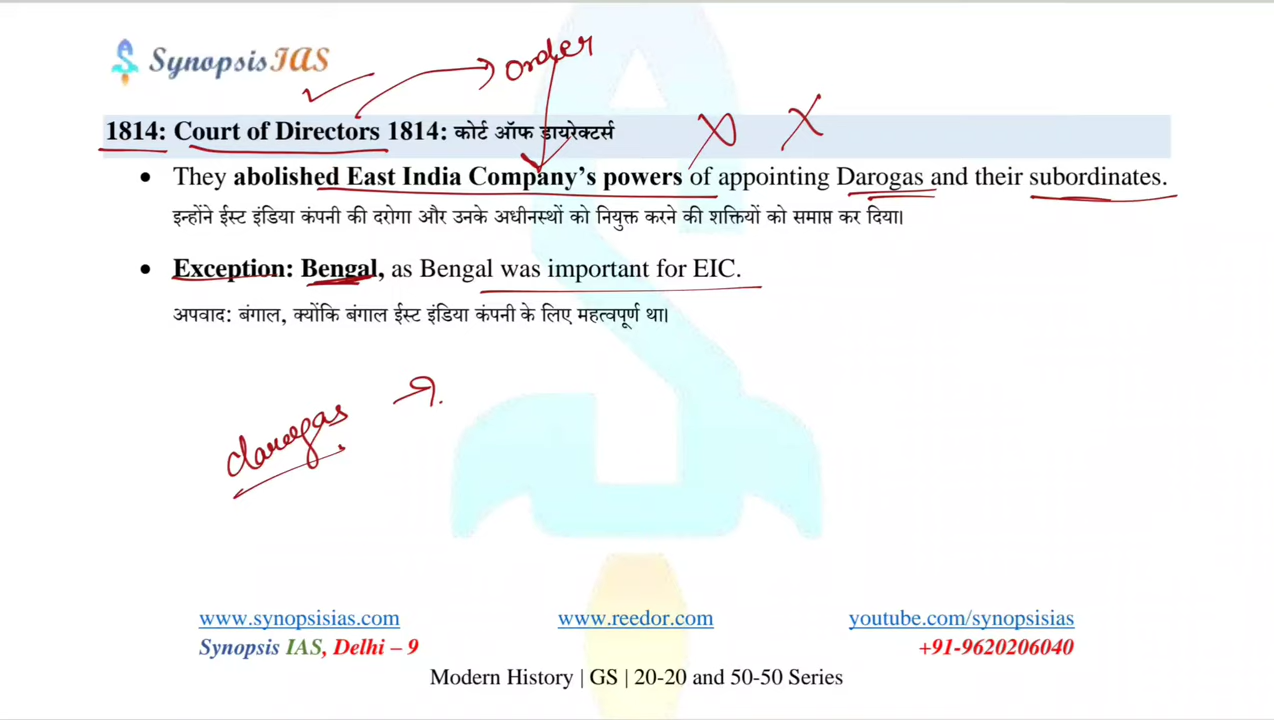 Synopsis IAS
order
1814: Court of Directors 1814: कोर्ट ऑफ डायरेक्टर्स
• They abolished East India Company's powers of appointing Darogas and their subordinates.
इन्होंने ईस्ट इंडिया कंपनी की दरोगा और उनके अधीनस्थों को नियुक्त करने की शक्तियों को समाप्त कर दिया।
• Exception: Bengal, as Bengal was important for EIC.
अपवाद: बंगाल, क्योंकि बंगाल ईस्ट इंडिया कंपनी के लिए महत्वपूर्ण था।
darogas
www.synopsisias.com www.reedor.com youtube.com/synopsisias
Synopsis IAS, Delhi – 9 +91-9620206040
Modern History | GS | 20-20 and 50-50 Series